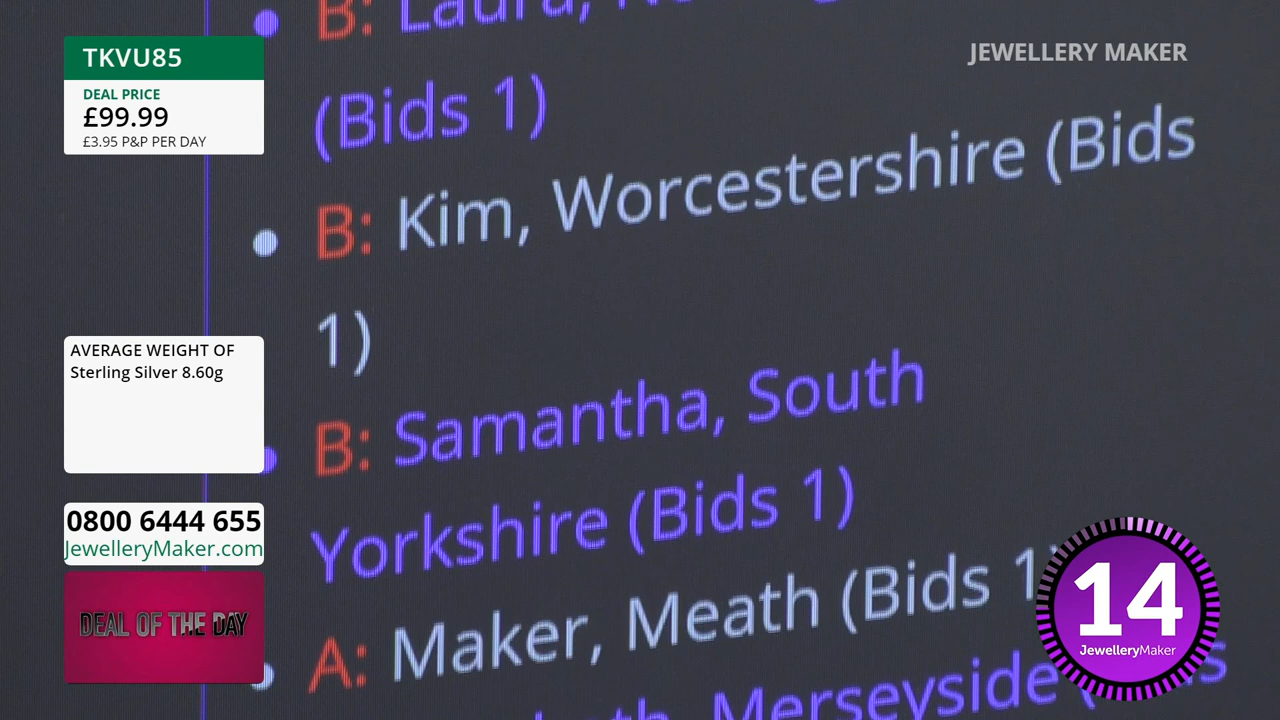 TKVU85
DEAL PRICE
£99.99
£3.95 P&P PER DAY
JEWELLERY MAKER
B: Laura,
(Bids 1)
B: Kim, Worcestershire (Bids
1)
B: Samantha, South
Yorkshire (Bids 1)
A: Maker, Meath (Bids 1)
Merseyside
AVERAGE WEIGHT OF
Sterling Silver 8.60g
0800 6444 655
JewelleryMaker.com
DEAL OF THE DAY
14
JewelleryMaker